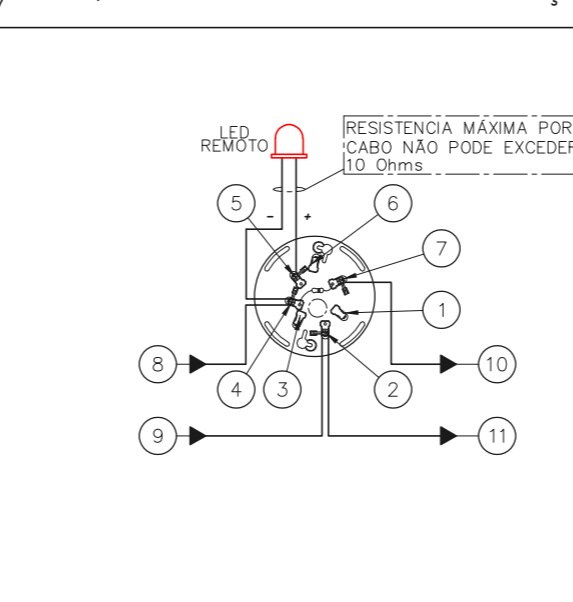 LED
REMOTO
RESISTENCIA MÁXIMA POR
CABO NÃO PODE EXCEDER
10 Ohms
5
6
- +
7
1
8
4
3
2
10
9
11